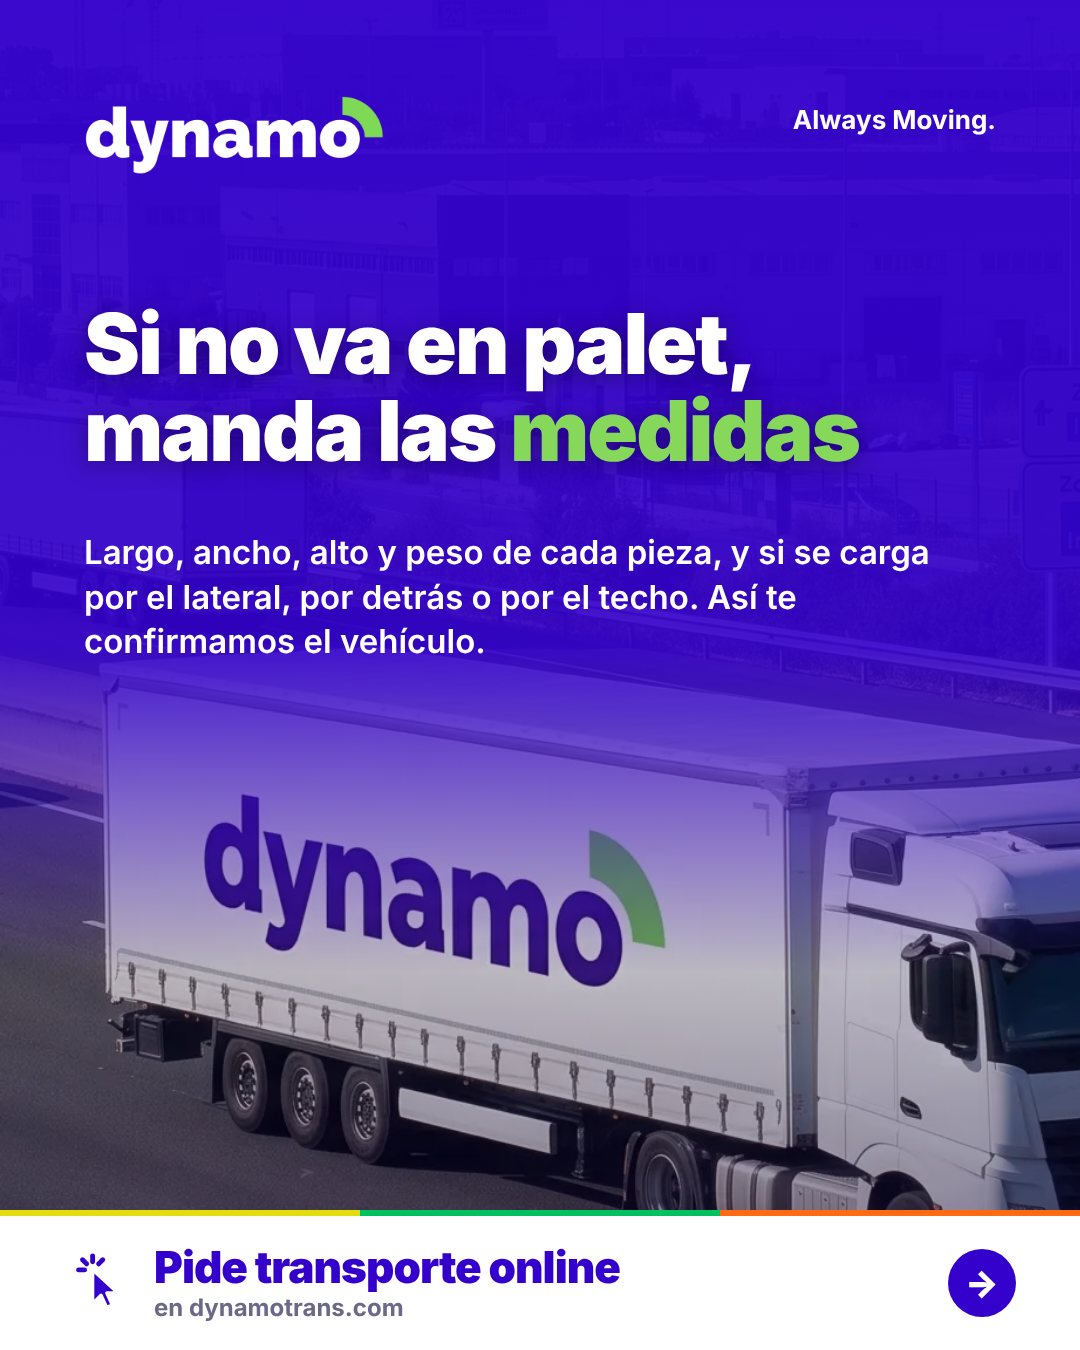 dynamo
Always Moving.
Si no va en palet,
manda las medidas
Largo, ancho, alto y peso de cada pieza, y si se carga
por el lateral, por detrás o por el techo. Así te
confirmamos el vehículo.
dynamo
Pide transporte online
en dynamotrans.com